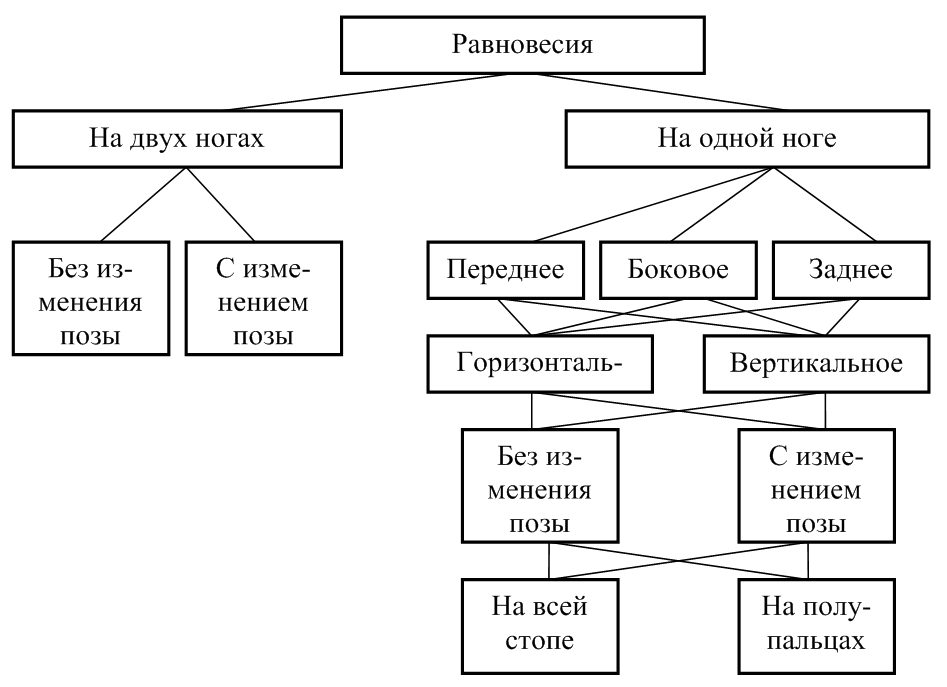 Равновесия
На двух ногах
На одной ноге
Без из-
менения
позы
С изме-
нением
позы
Переднее
Боковое
Заднее
Горизонталь-
Вертикальное
Без из-
менения
позы
С изме-
нением
позы
На всей
стопе
На полу-
пальцах